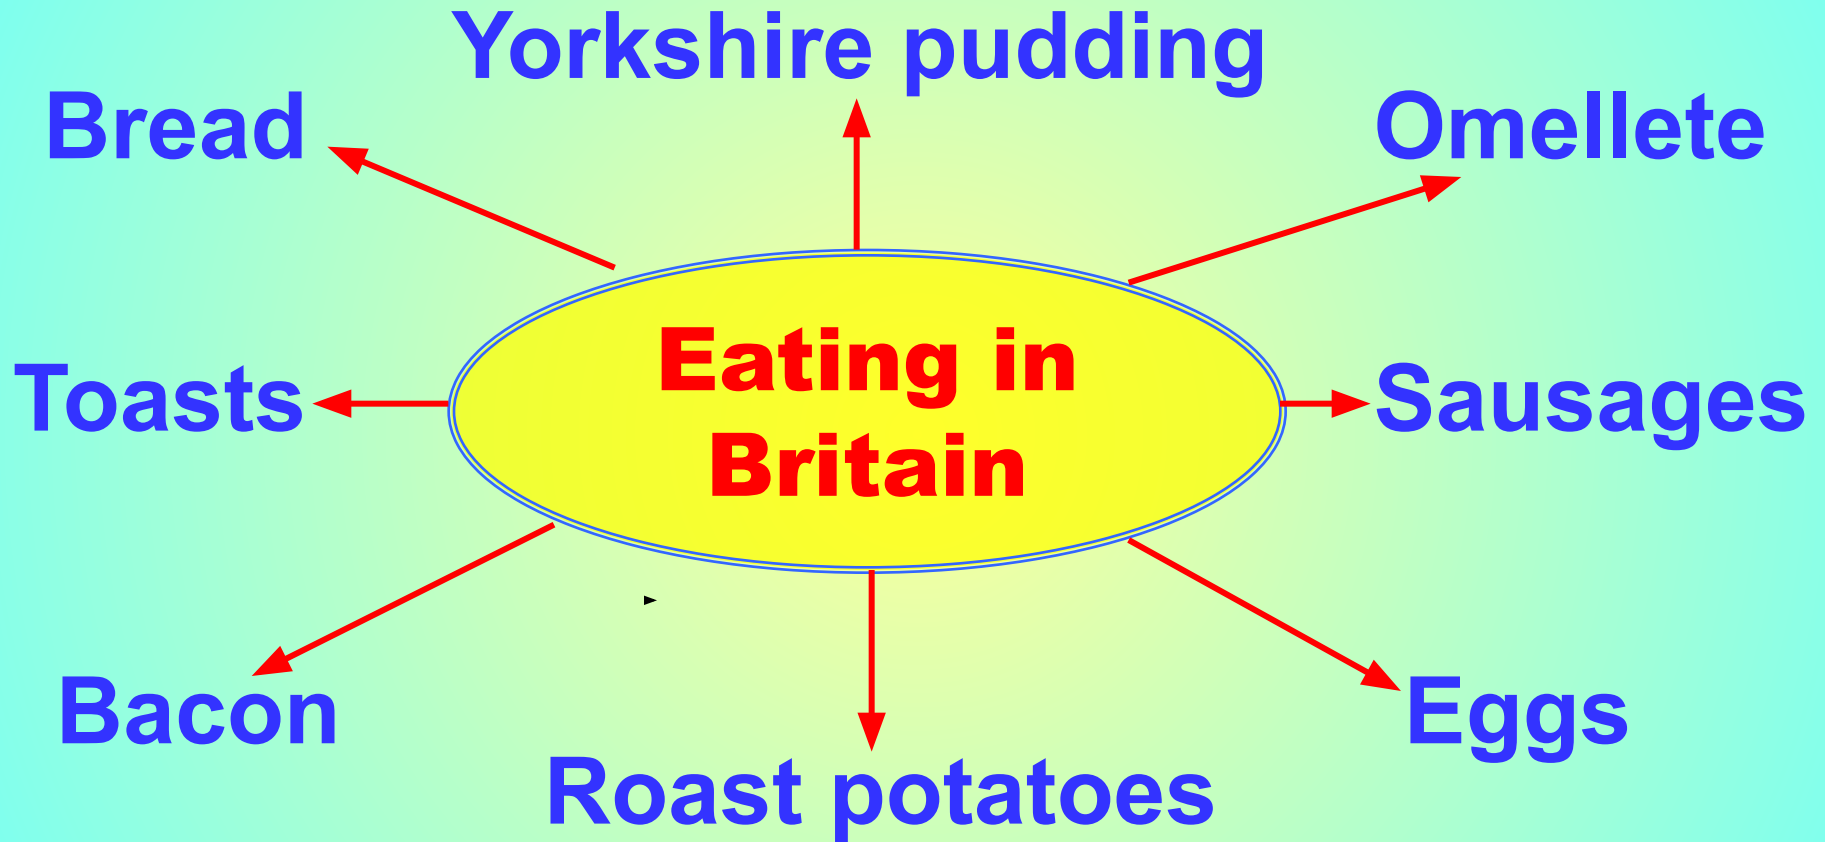 Yorkshire pudding
Bread
Omellete
Eating in
Britain
Toasts
Sausages
Bacon
Eggs
Roast potatoes